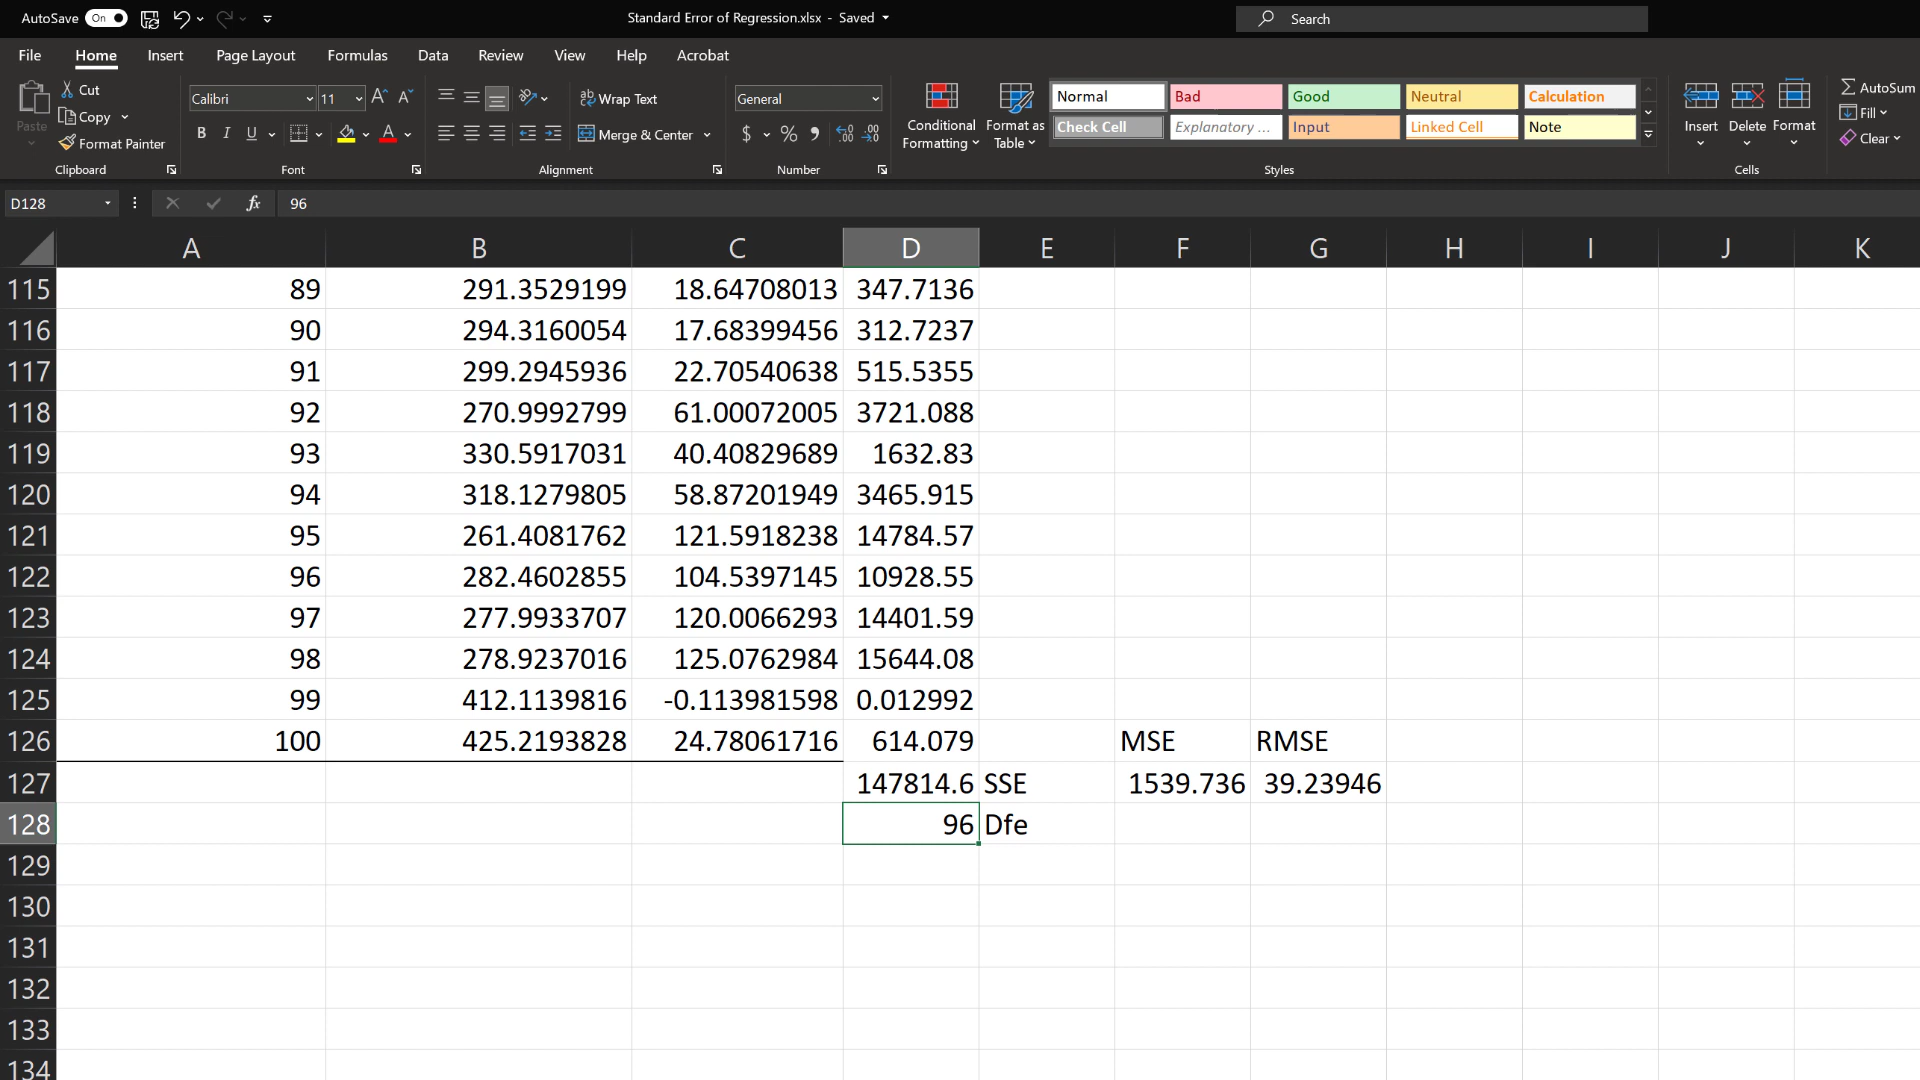 AutoSave On Standard Error of Regression.xlsx - Saved Search
File Home Insert Page Layout Formulas Data Review View Help Acrobat
Paste
Cut
Copy
Format Painter
Clipboard
Calibri 11
B I U
Font
Wrap Text
Merge & Center
Alignment
General
$ %
Number
Conditional
Formatting
Format as
Table
Normal Bad Good Neutral Calculation
Check Cell Explanatory ... Input Linked Cell Note
Styles
Insert Delete Format
Cells
AutoSum
Fill
Clear
D128 fx 96
A B C D E F G H I J K
115 89 291.3529199 18.64708013 347.7136
116 90 294.3160054 17.68399456 312.7237
117 91 299.2945936 22.70540638 515.5355
118 92 270.9992799 61.00072005 3721.088
119 93 330.5917031 40.40829689 1632.83
120 94 318.1279805 58.87201949 3465.915
121 95 261.4081762 121.5918238 14784.57
122 96 282.4602855 104.5397145 10928.55
123 97 277.9933707 120.0066293 14401.59
124 98 278.9237016 125.0762984 15644.08
125 99 412.1139816 -0.113981598 0.012992
126 100 425.2193828 24.78061716 614.079 MSE RMSE
127 147814.6 SSE 1539.736 39.23946
128 96 Dfe
129
130
131
132
133
134